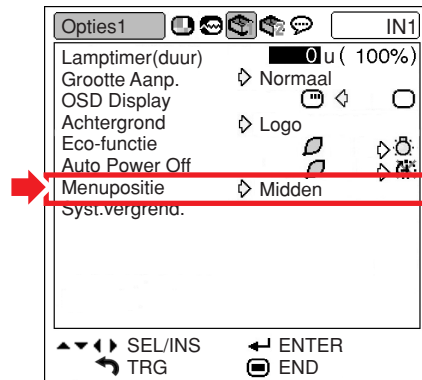 Opties1 IN1
Lamptimer(duur) 0 u ( 100%)
Grootte Aanp. Normaal
OSD Display
Achtergrond Logo
Eco-functie
Auto Power Off
Menupositie Midden
Syst.vergrend.
SEL/INS ENTER
TRG END